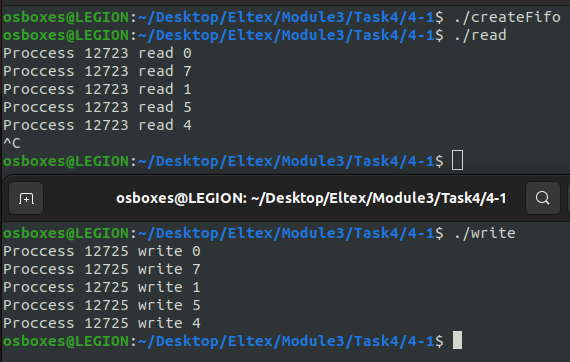 osboxes@LEGION:~/Desktop/Eltex/Module3/Task4/4-1$ ./createFifo
osboxes@LEGION:~/Desktop/Eltex/Module3/Task4/4-1$ ./read
Proccess 12723 read 0
Proccess 12723 read 7
Proccess 12723 read 1
Proccess 12723 read 5
Proccess 12723 read 4
^C
osboxes@LEGION:~/Desktop/Eltex/Module3/Task4/4-1$
osboxes@LEGION: ~/Desktop/Eltex/Module3/Task4/4-1
osboxes@LEGION:~/Desktop/Eltex/Module3/Task4/4-1$ ./write
Proccess 12725 write 0
Proccess 12725 write 7
Proccess 12725 write 1
Proccess 12725 write 5
Proccess 12725 write 4
osboxes@LEGION:~/Desktop/Eltex/Module3/Task4/4-1$